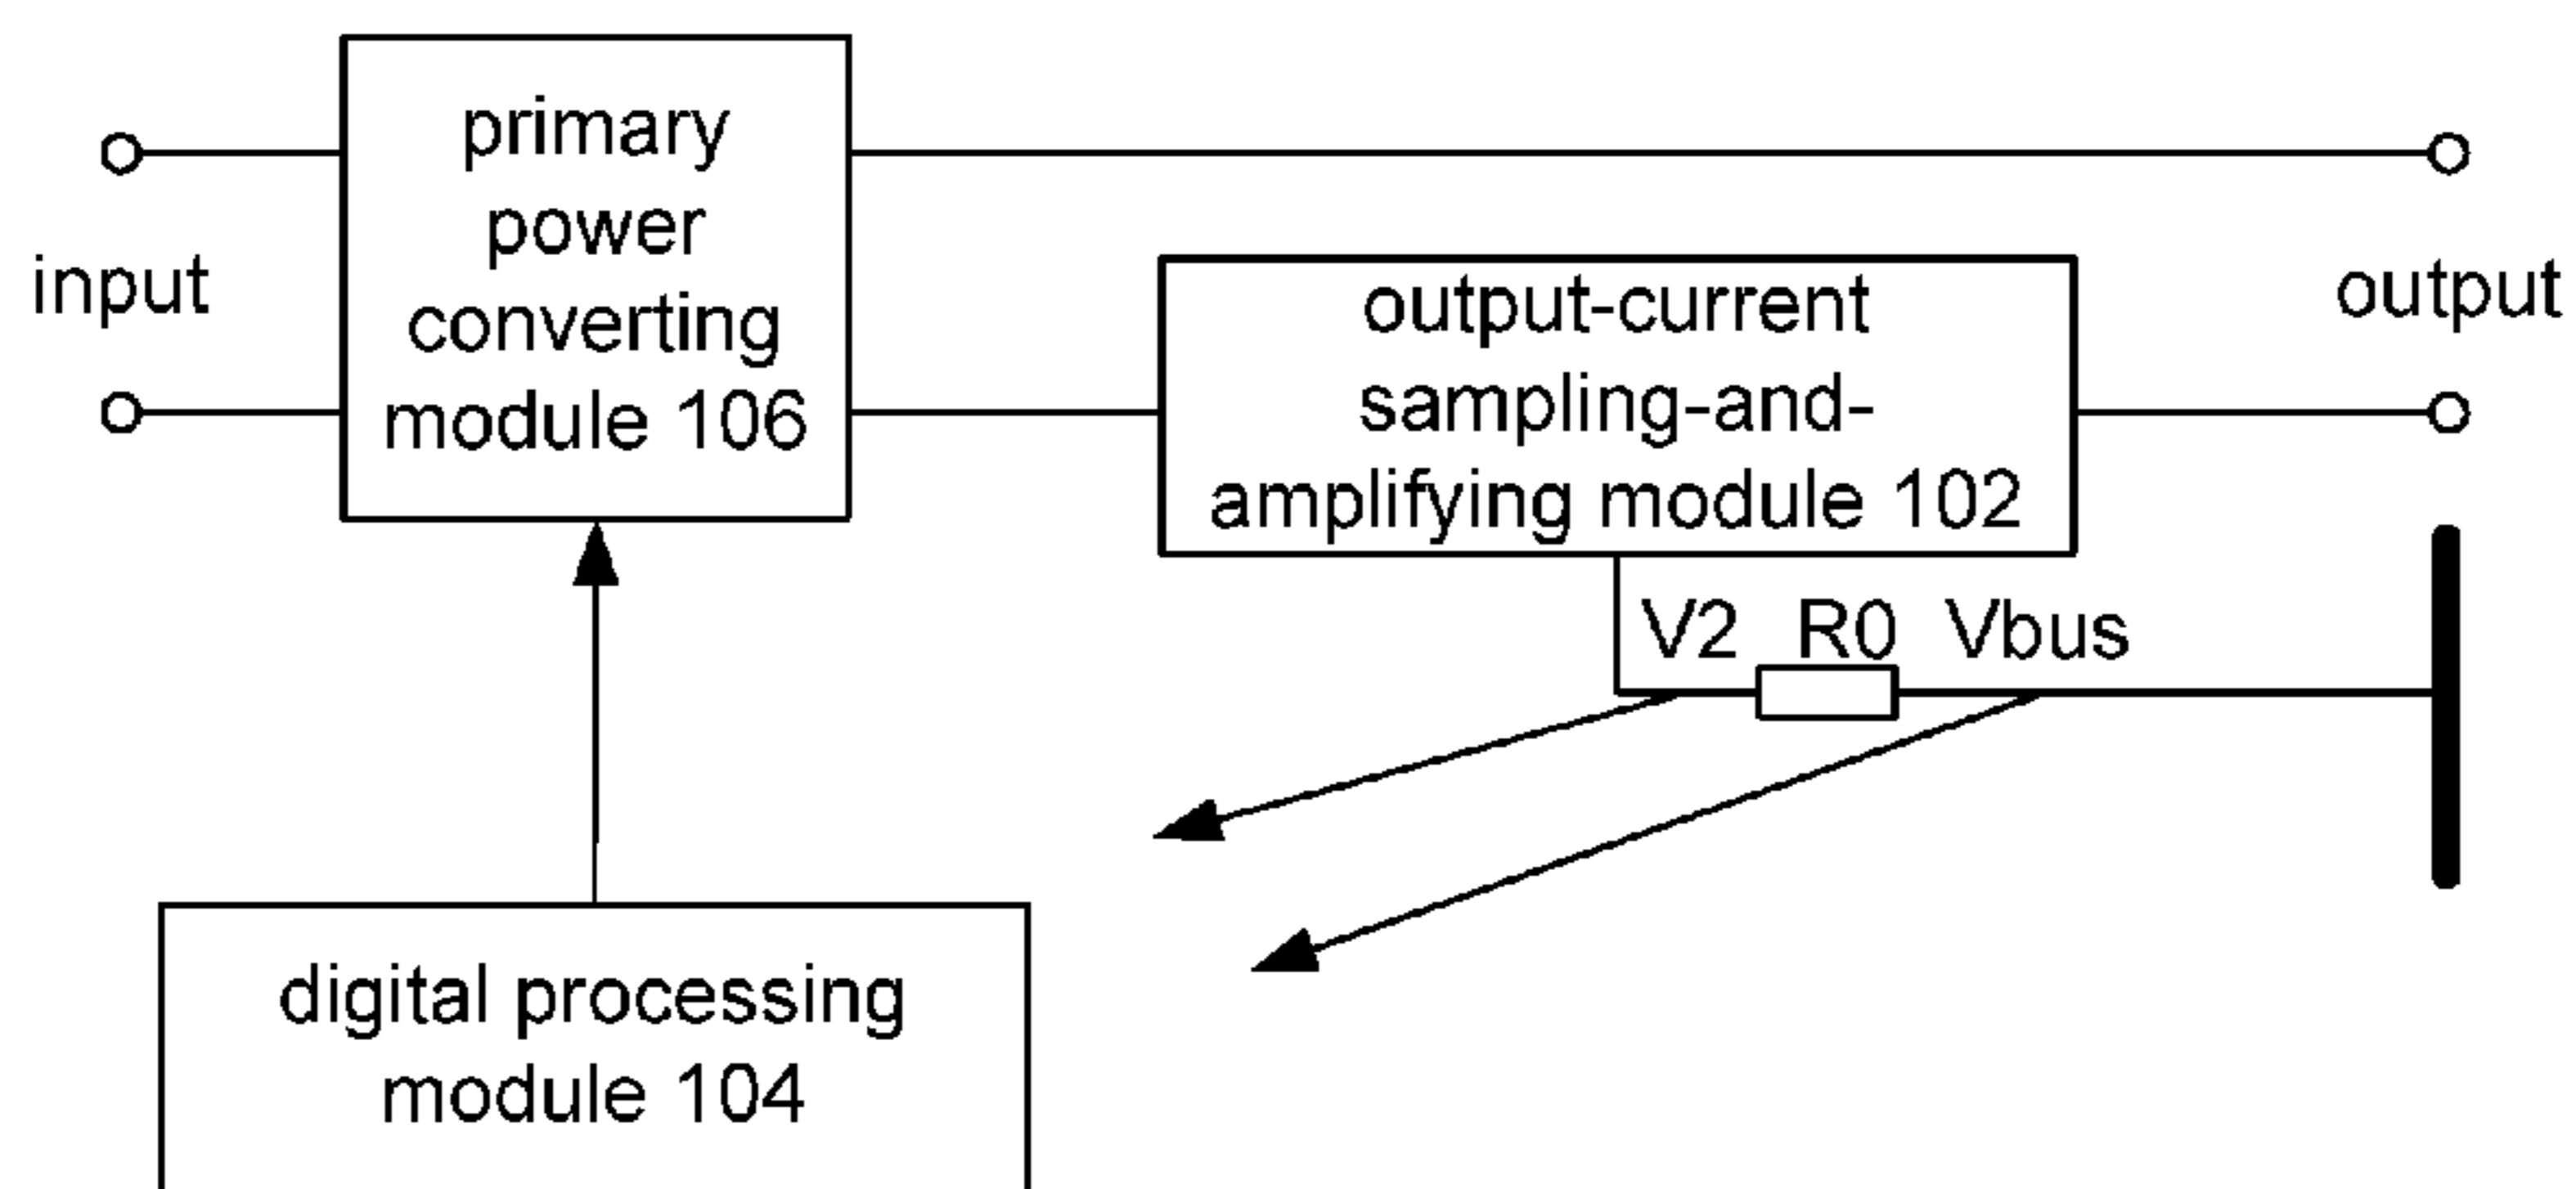 primary
power
converting
module 106
input
output-current
sampling-and-
amplifying module 102
output
V2 R0 Vbus
digital processing
module 104